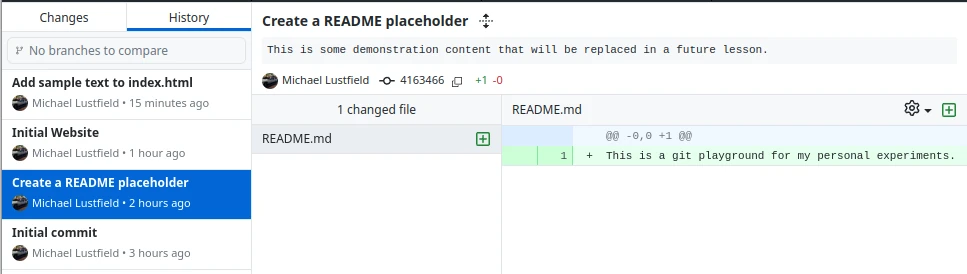 Changes
History
No branches to compare
Add sample text to index.html
Michael Lustfield • 15 minutes ago
Initial Website
Michael Lustfield • 1 hour ago
Create a README placeholder
Michael Lustfield • 2 hours ago
Initial commit
Michael Lustfield • 3 hours ago
Create a README placeholder
This is some demonstration content that will be replaced in a future lesson.
Michael Lustfield 4163466 +1 -0
1 changed file
README.md
README.md
@@ -0,0 +1 @@
1 + This is a git playground for my personal experiments.